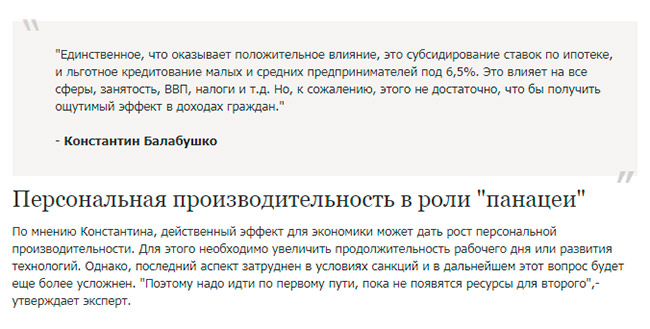 "Единственное, что оказывает положительное влияние, это субсидирование ставок по ипотеке,
и льготное кредитование малых и средних предпринимателей под 6,5%. Это влияет на все
сферы, занятость, ВВП, налоги и т.д. Но, к сожалению, этого не достаточно, что бы получить
ощутимый эффект в доходах граждан."
- Константин Балабушко
Персональная производительность в роли "панацеи"
По мнению Константина, действенный эффект для экономики может дать рост персональной
производительности. Для этого необходимо увеличить продолжительность рабочего дня или развития
технологий. Однако, последний аспект затруднен в условиях санкций и в дальнейшем этот вопрос будет
еще более усложнен. "Поэтому надо идти по первому пути, пока не появятся ресурсы для второго",-
утверждает эксперт.